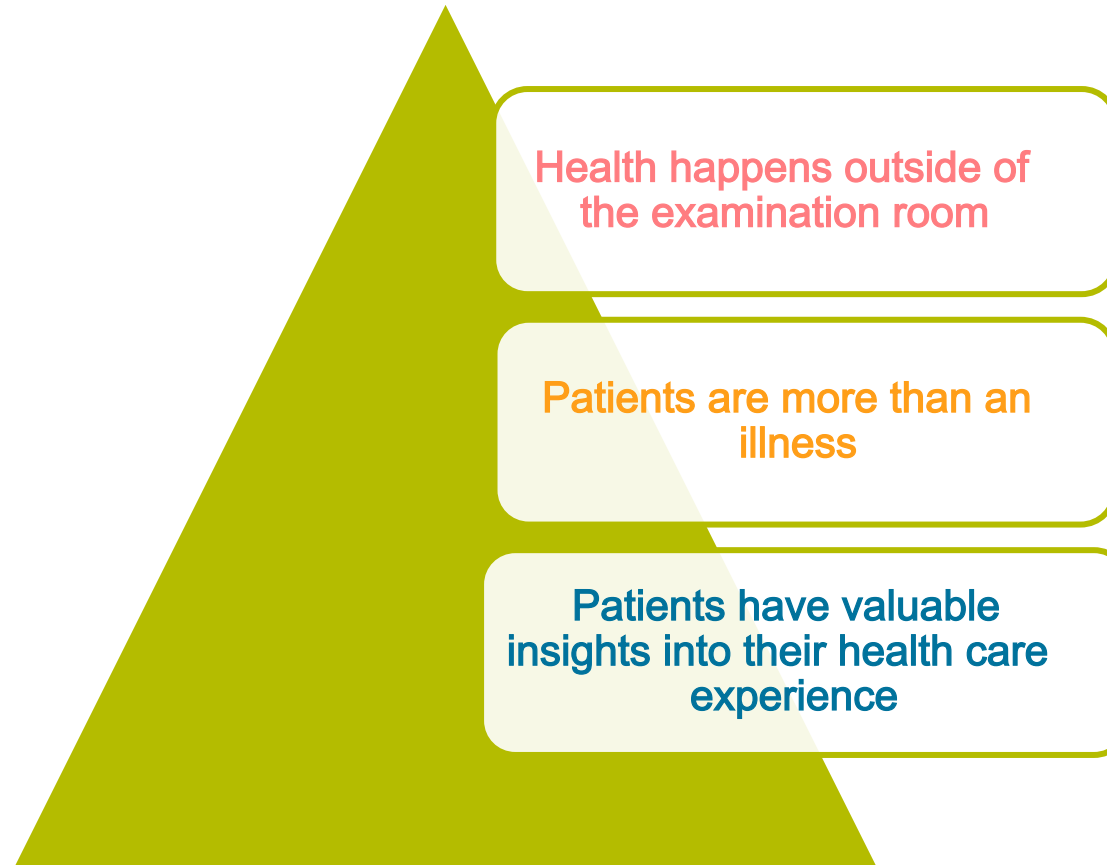 Health happens outside of
the examination room
Patients are more than an
illness
Patients have valuable
insights into their health care
experience